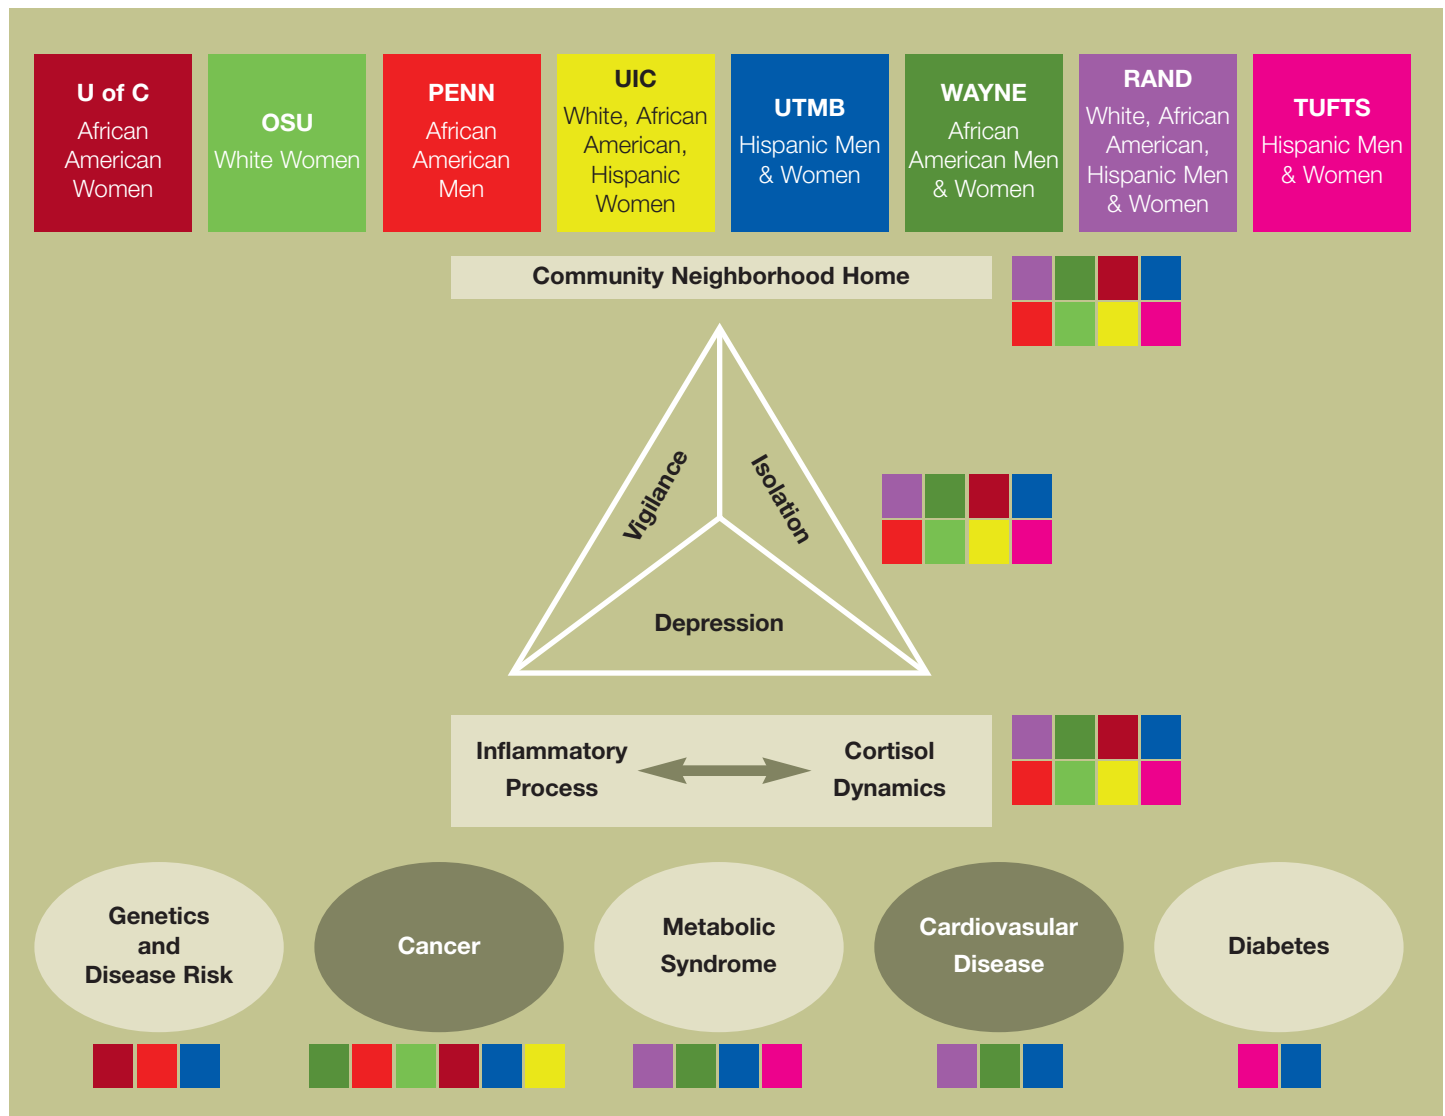 U of C
African
American
Women
OSU
White Women
PENN
African
American
Men
UIC
White, African
American,
Hispanic
Women
UTMB
Hispanic Men
& Women
WAYNE
African
American Men
& Women
RAND
White, African
American,
Hispanic Men
& Women
TUFTS
Hispanic Men
& Women
Community Neighborhood Home
Vigilance
Isolation
Depression
Inflammatory
Process
Cortisol
Dynamics
Genetics
and
Disease Risk
Cancer
Metabolic
Syndrome
Cardiovasular
Disease
Diabetes